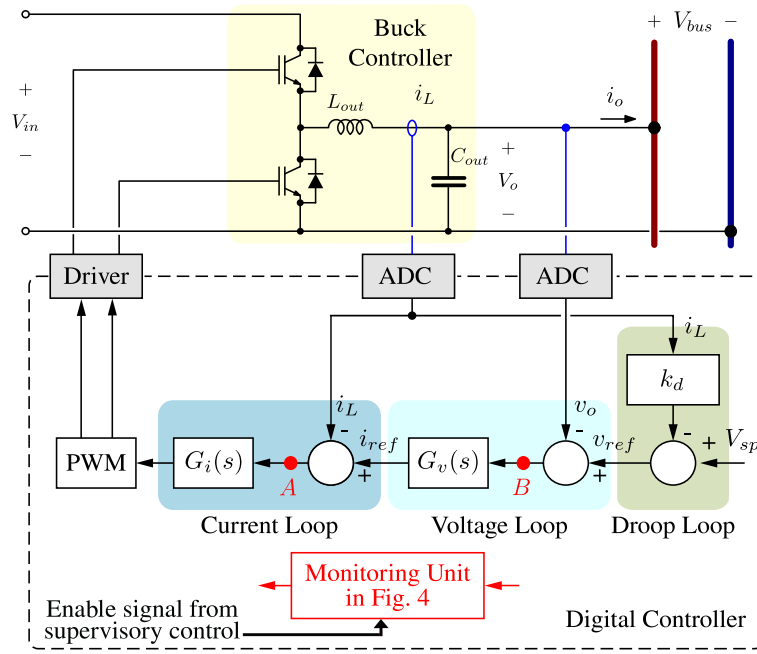 + V_bus −
Buck
Controller
L_out
i_L
i_o
+
V_in
−
C_out
+
V_o
−
Driver
ADC
ADC
i_L
k_d
i_L
v_o
-
-
-
i_ref
v_ref
+
V_sp
PWM
G_i(s)
G_v(s)
A
+
B
+
Current Loop
Voltage Loop
Droop Loop
Monitoring Unit
in Fig. 4
Enable signal from
supervisory control
Digital Controller